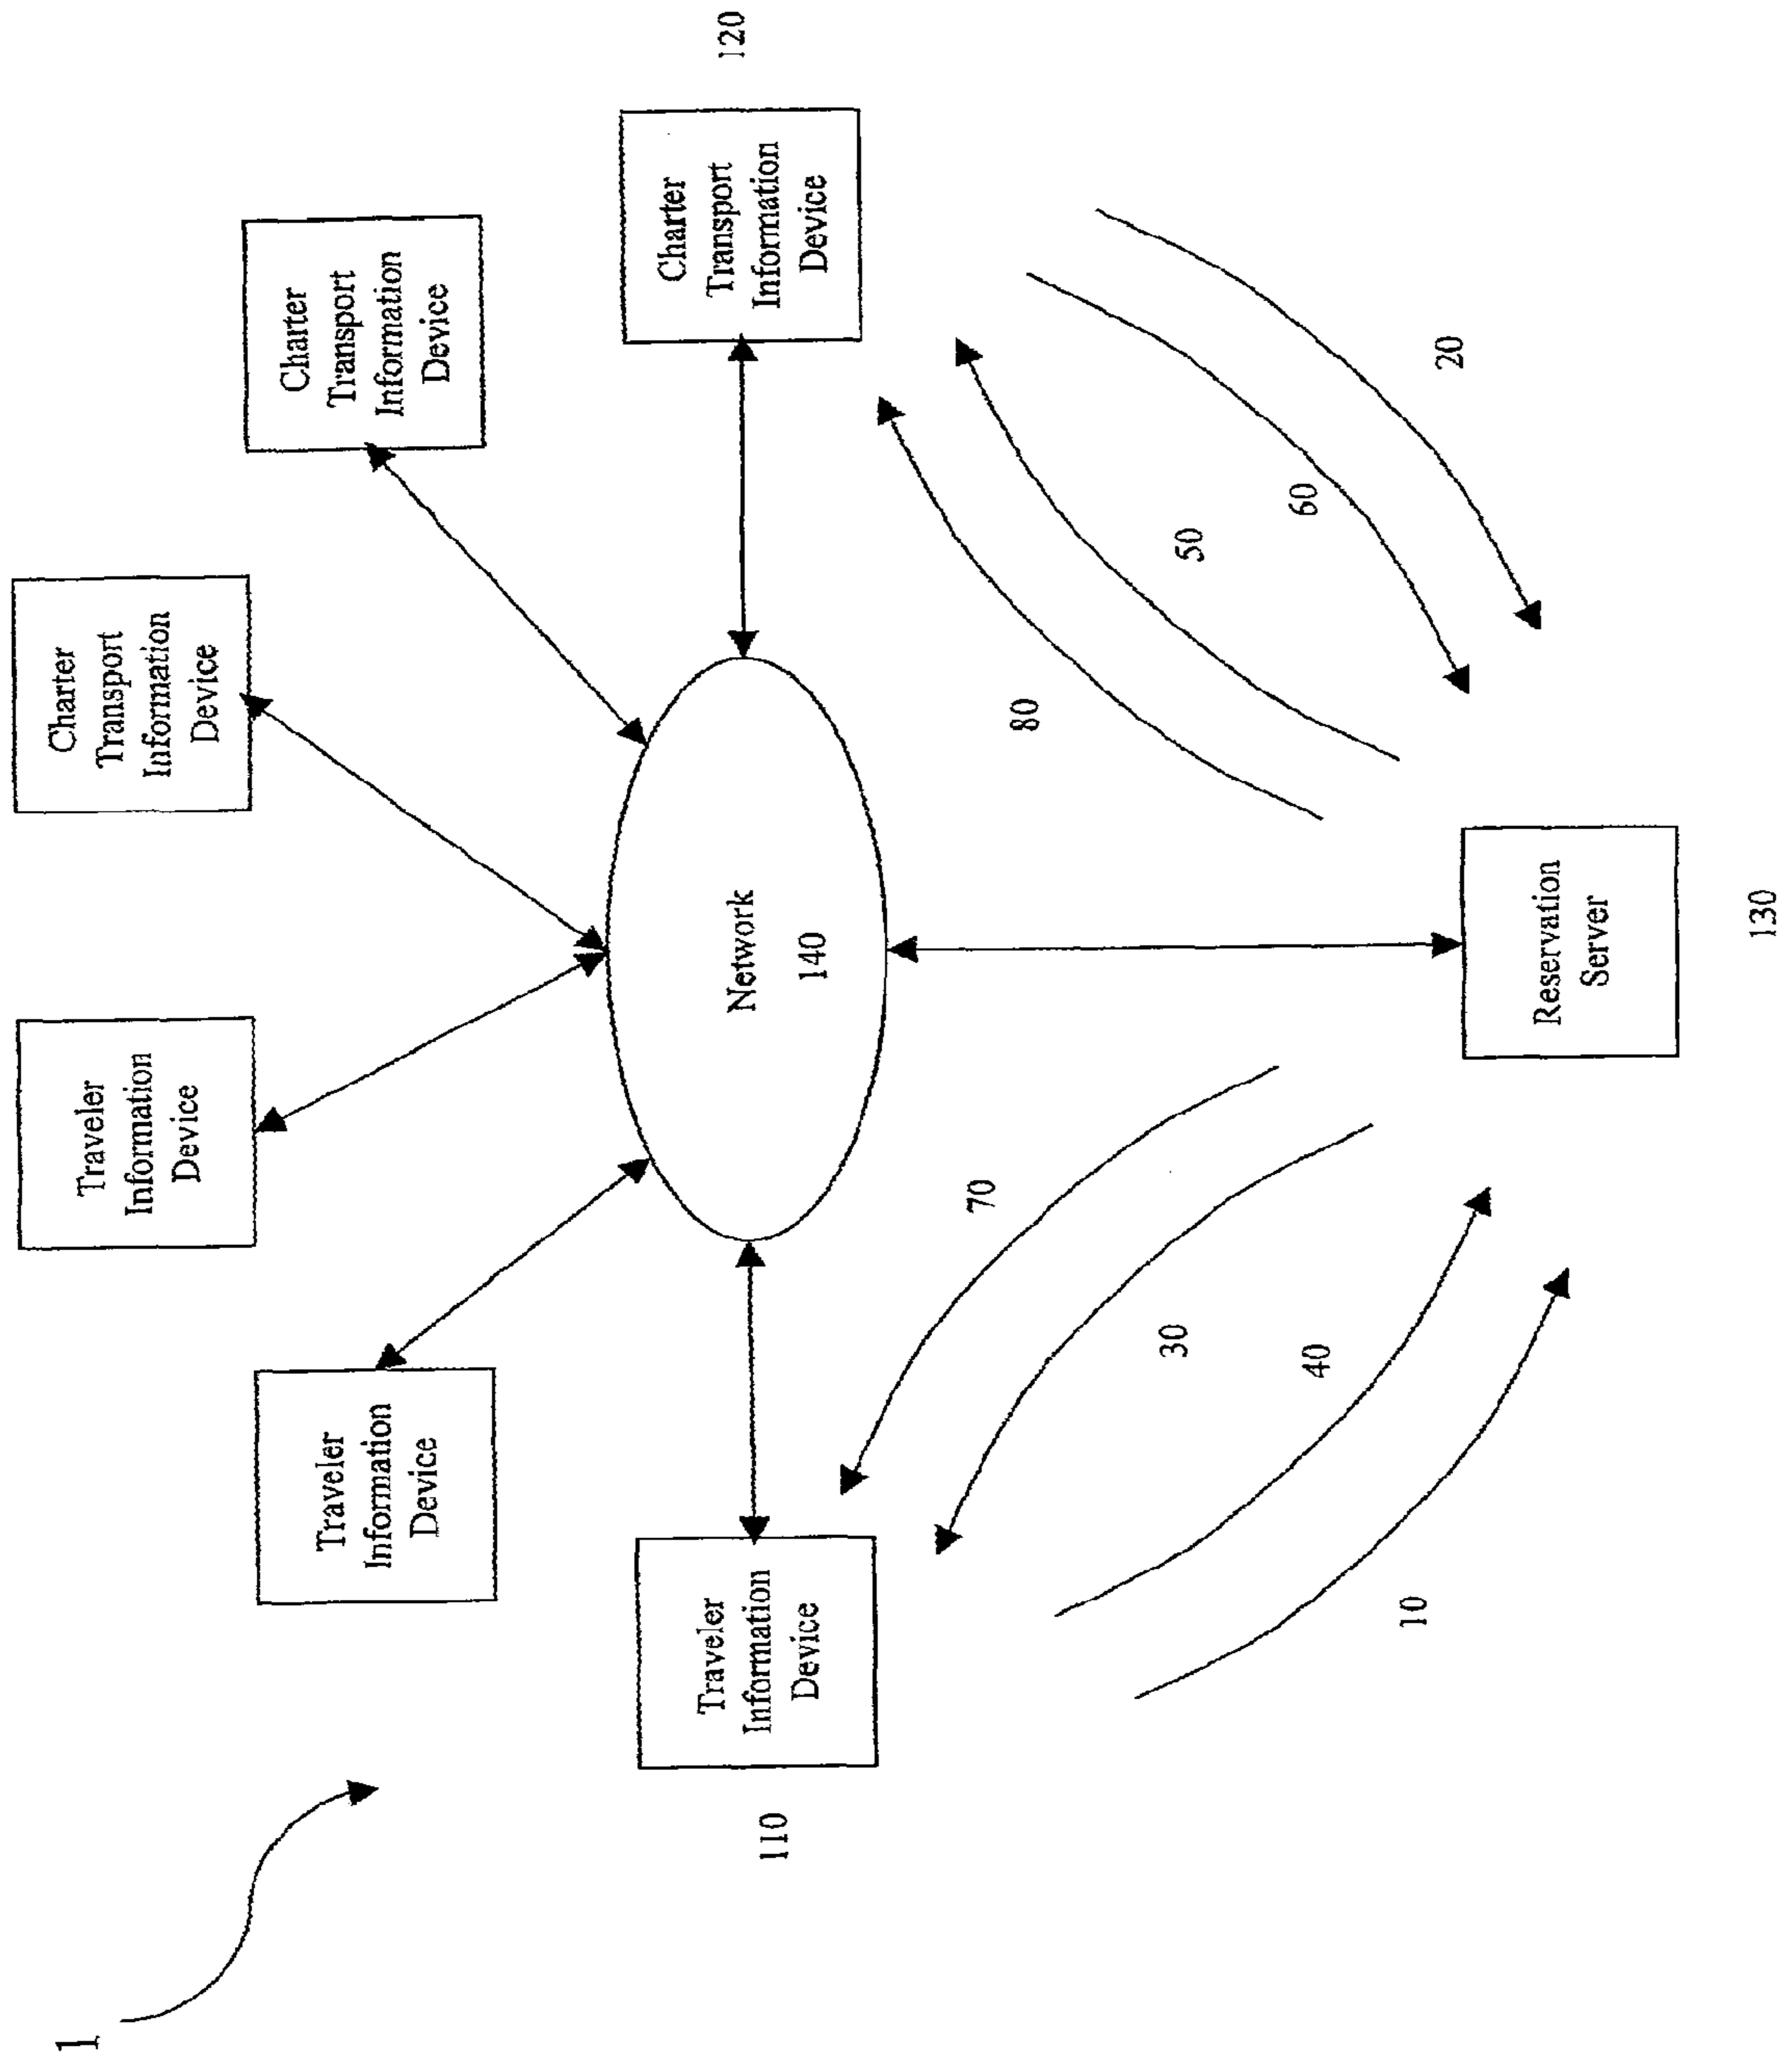 1
Traveler
Information
Device
Traveler
Information
Device
Charter
Transport
Information
Device
Charter
Transport
Information
Device
110
Traveler
Information
Device
Network
140
Charter
Transport
Information
Device
120
70
80
30
50
40
60
10
20
Reservation
Server
130